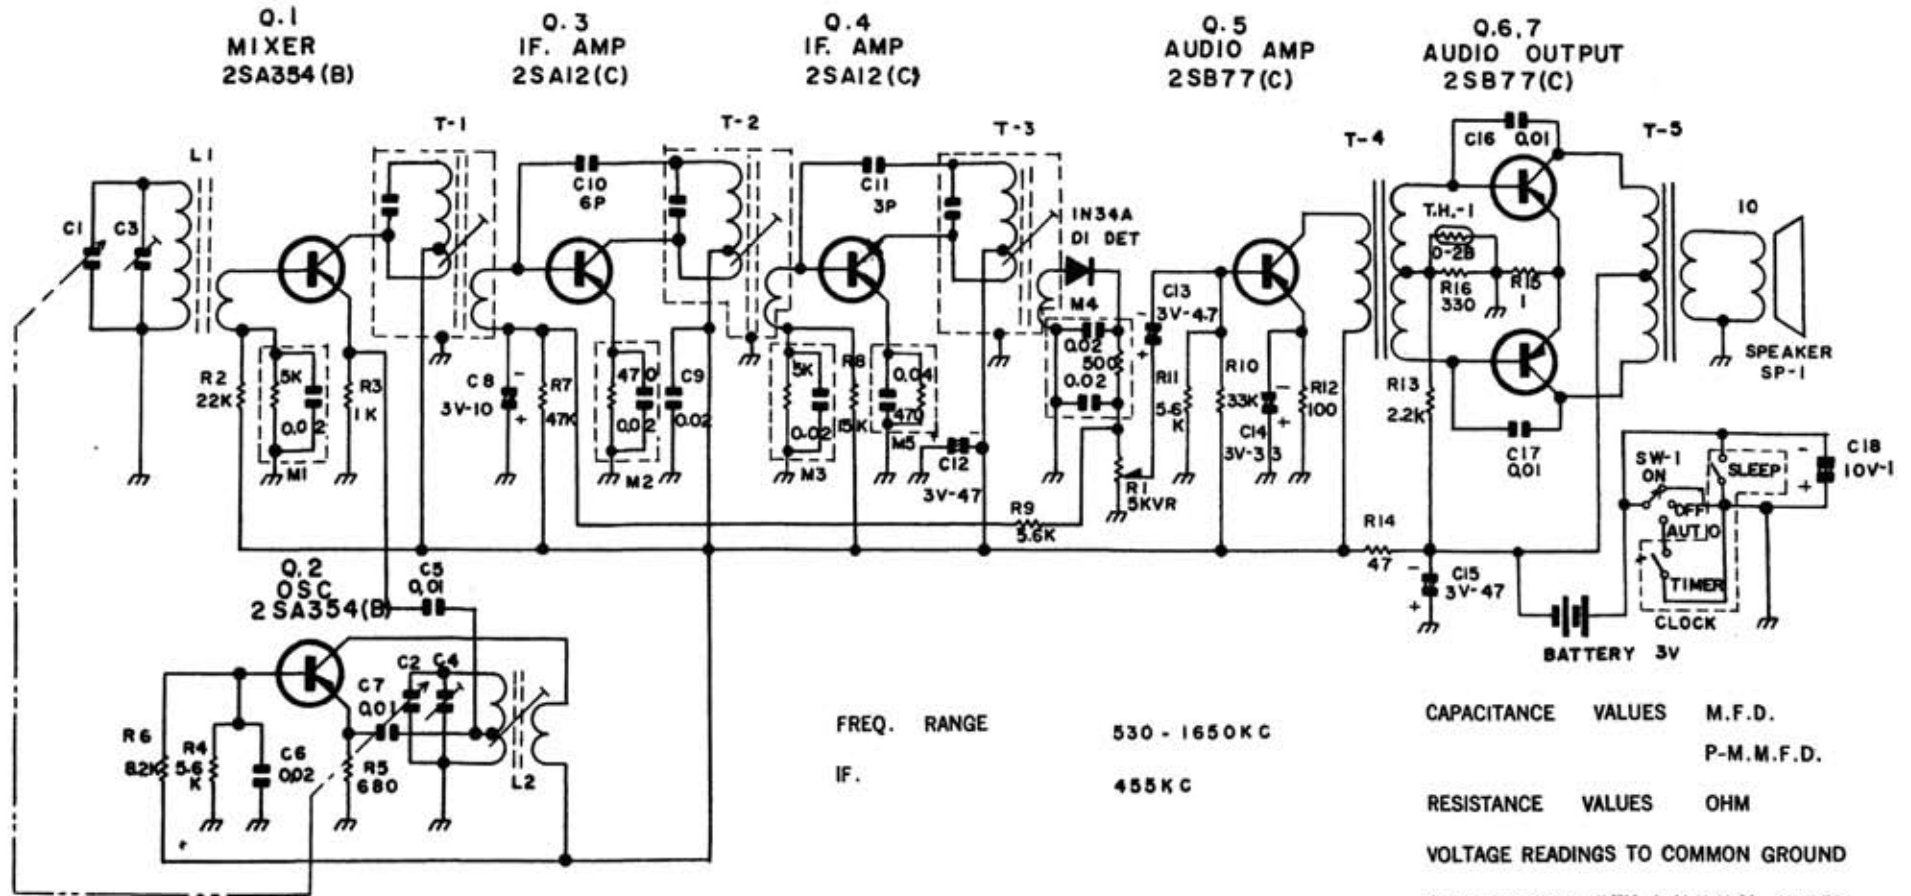 Q.1
MIXER
2SA354(B)
Q.3
IF. AMP
2SA12(C)
Q.4
IF. AMP
2SA12(C)
Q.5
AUDIO AMP
2SB77(C)
Q.6,7
AUDIO OUTPUT
2SB77(C)
L1
T-1
T-2
T-3
T-4
T-5
C1
C3
C10
6P
C11
3P
1N34A
DI DET
C16 0.01
T.H.-1
0-2B
R16
330
R15
1
10
SPEAKER
SP-1
R2
22K
5K
0.02
M1
R3
1K
C8
3V-10
R7
47K
470
0.02
M2
C9
0.02
5K
0.02
M3
R8
15K
0.04
470
M5
C12
3V-47
M4
0.02
500
0.02
C13
3V-4.7
R1
5KVR
R9
5.6K
R11
5.6
K
R10
33K
C14
3V-33
R12
100
R13
2.2K
C17
0.01
R14
47
C15
3V-47
SW-1
ON
OFF
AUTO
SLEEP
TIMER
CLOCK
C18
10V-1
BATTERY 3V
Q.2
OSC
2SA354(B)
C5
0.01
C7
0.01
C2
C4
R6
8.2K
R4
5.6
K
C6
0.02
R5
680
L2
FREQ. RANGE 530 - 1650KC
IF. 455KC
CAPACITANCE VALUES M.F.D.
P-M.M.F.D.
RESISTANCE VALUES OHM
VOLTAGE READINGS TO COMMON GROUND